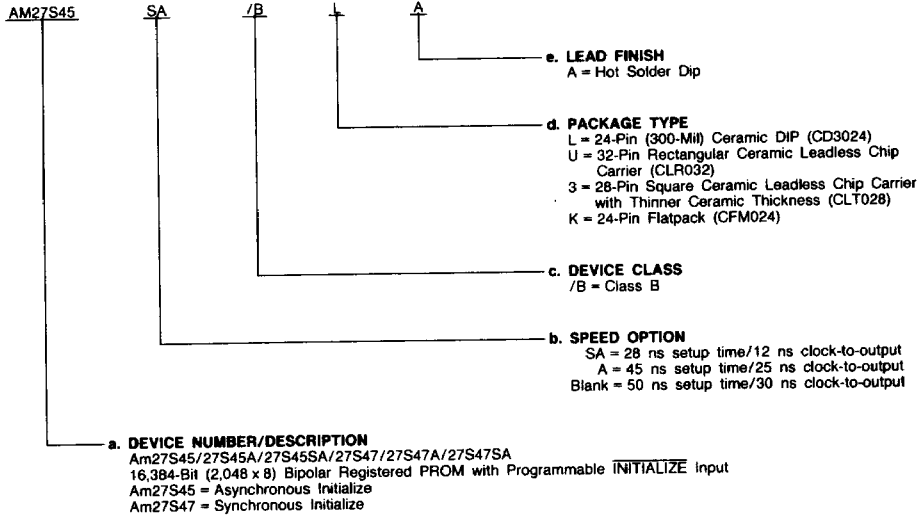 AM27S45 SA /B L A
e. LEAD FINISH
A = Hot Solder Dip
d. PACKAGE TYPE
L = 24-Pin (300-Mil) Ceramic DIP (CD3024)
U = 32-Pin Rectangular Ceramic Leadless Chip
Carrier (CLR032)
3 = 28-Pin Square Ceramic Leadless Chip Carrier
with Thinner Ceramic Thickness (CLT028)
K = 24-Pin Flatpack (CFM024)
c. DEVICE CLASS
/B = Class B
b. SPEED OPTION
SA = 28 ns setup time/12 ns clock-to-output
A = 45 ns setup time/25 ns clock-to-output
Blank = 50 ns setup time/30 ns clock-to-output
a. DEVICE NUMBER/DESCRIPTION
Am27S45/27S45A/27S45SA/27S47/27S47A/27S47SA
16,384-Bit (2,048 x 8) Bipolar Registered PROM with Programmable INITIALIZE Input
Am27S45 = Asynchronous Initialize
Am27S47 = Synchronous Initialize